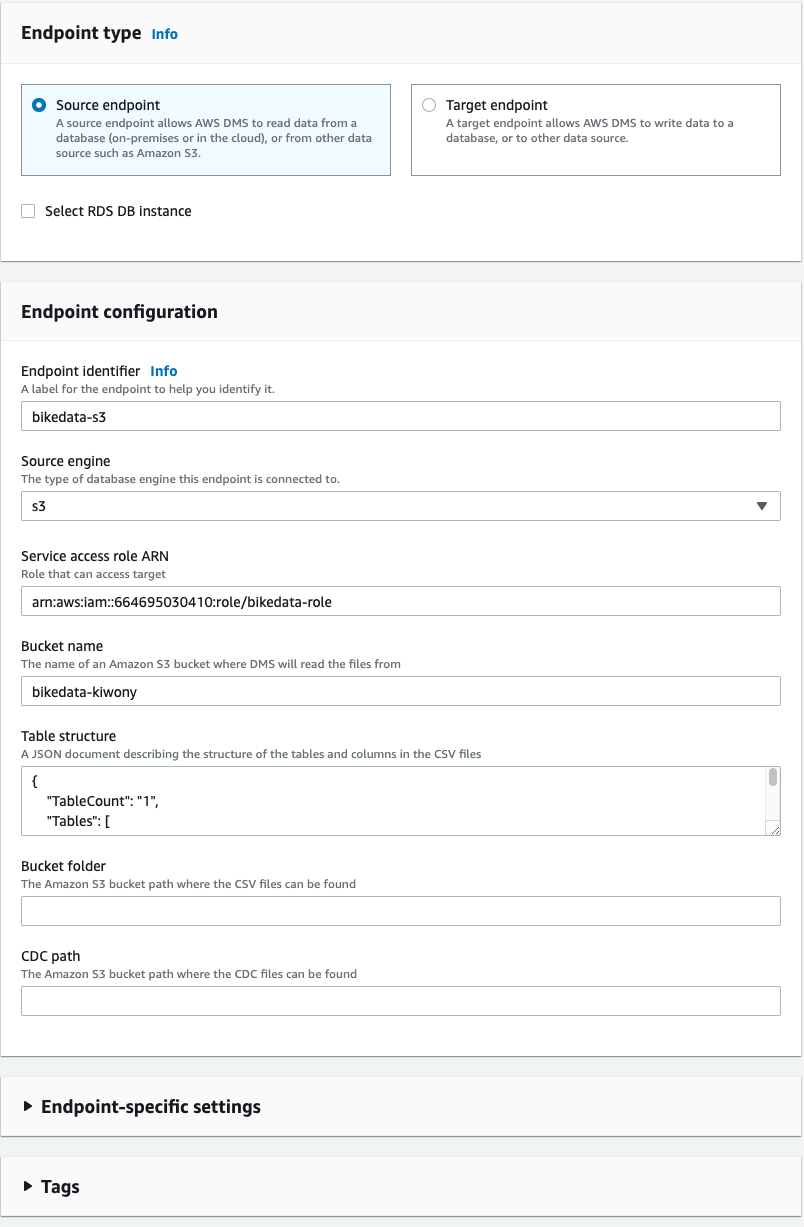 Endpoint type Info
Source endpoint
A source endpoint allows AWS DMS to read data from a
database (on-premises or in the cloud), or from other data
source such as Amazon S3.
Target endpoint
A target endpoint allows AWS DMS to write data to a
database, or to other data source.
Select RDS DB instance
Endpoint configuration
Endpoint identifier Info
A label for the endpoint to help you identify it.
bikedata-s3
Source engine
The type of database engine this endpoint is connected to.
s3
Service access role ARN
Role that can access target
arn:aws:iam::664695030410:role/bikedata-role
Bucket name
The name of an Amazon S3 bucket where DMS will read the files from
bikedata-kiwony
Table structure
A JSON document describing the structure of the tables and columns in the CSV files
{
"TableCount": "1",
"Tables": [
Bucket folder
The Amazon S3 bucket path where the CSV files can be found
CDC path
The Amazon S3 bucket path where the CDC files can be found
Endpoint-specific settings
Tags